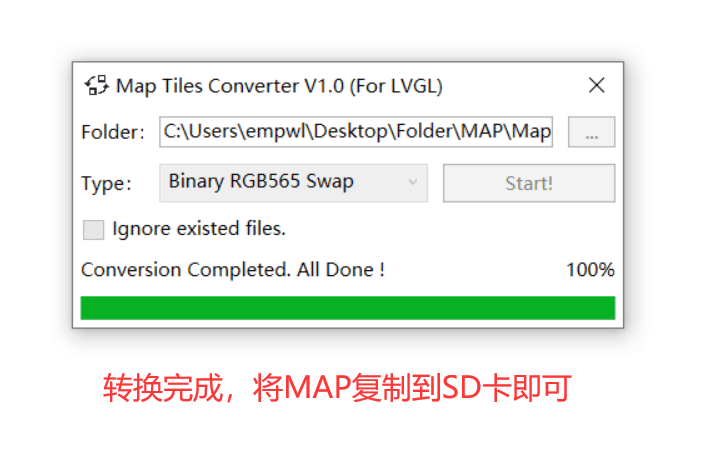 Map Tiles Converter V1.0 (For LVGL)
Folder: C:\Users\empwl\Desktop\Folder\MAP\Map ...
Type: Binary RGB565 Swap Start!
Ignore existed files.
Conversion Completed. All Done ! 100%
转换完成，将MAP复制到SD卡即可